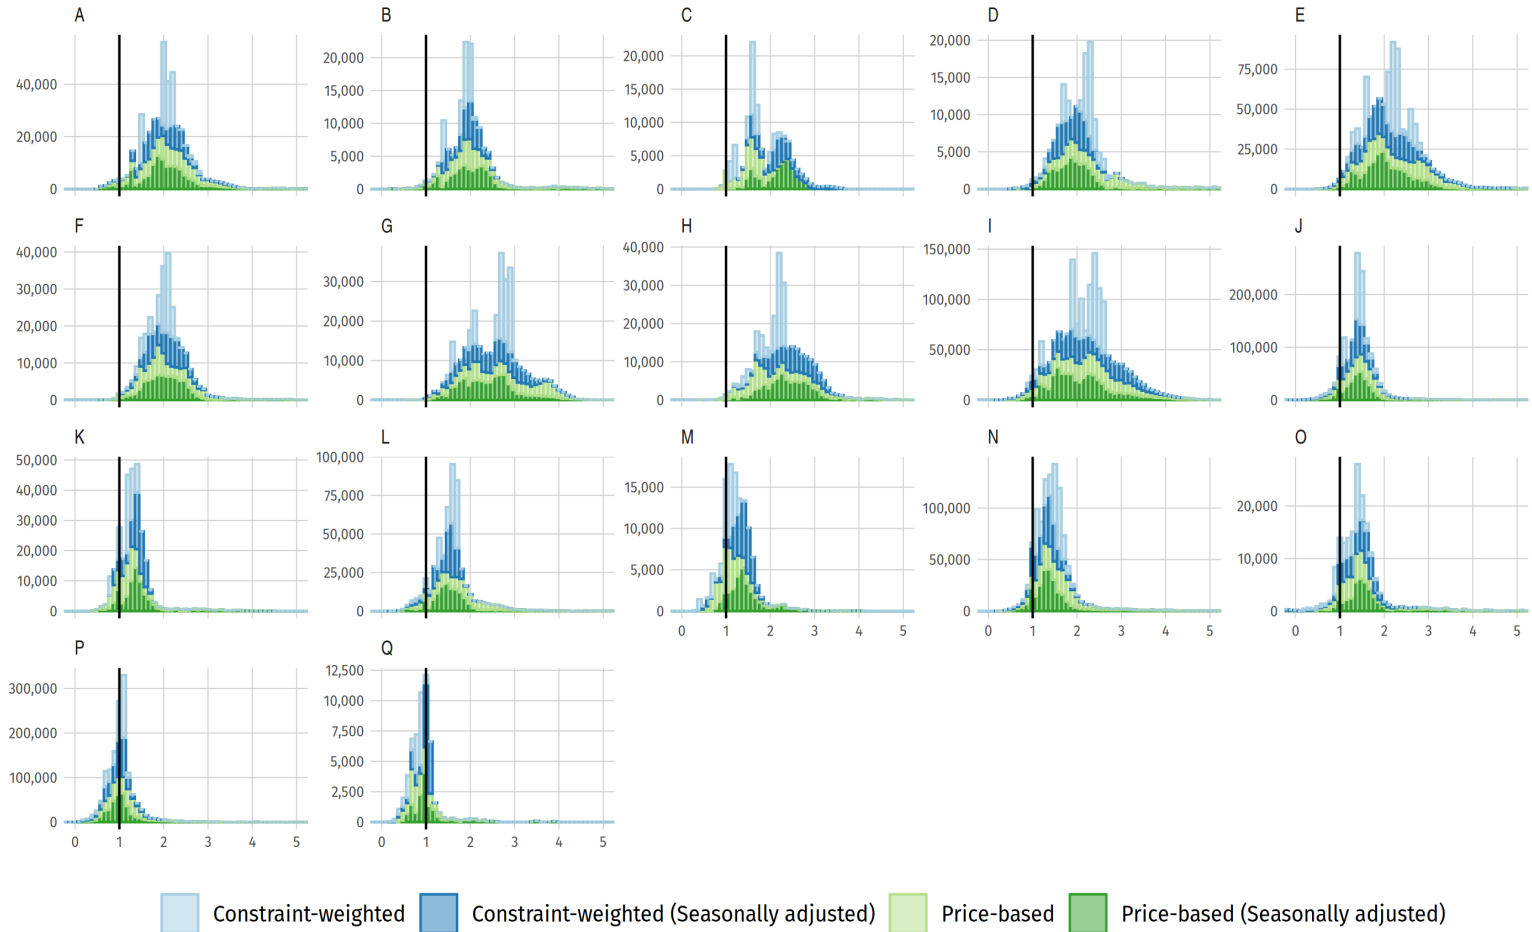 A B C D E
40,000 20,000 0
20,000 15,000 10,000 5,000 0
20,000 15,000 10,000 5,000 0
20,000 15,000 10,000 5,000 0
75,000 50,000 25,000 0
F G H I J
40,000 30,000 20,000 10,000 0
30,000 20,000 10,000 0
40,000 30,000 20,000 10,000 0
150,000 100,000 50,000 0
200,000 100,000 0
K L M N O
50,000 40,000 30,000 20,000 10,000 0
100,000 75,000 50,000 25,000 0
15,000 10,000 5,000 0
100,000 50,000 0
20,000 10,000 0
0 1 2 3 4 5
0 1 2 3 4 5
0 1 2 3 4 5
P Q
300,000 200,000 100,000 0
12,500 10,000 7,500 5,000 2,500 0
0 1 2 3 4 5
0 1 2 3 4 5
Constraint-weighted Constraint-weighted (Seasonally adjusted) Price-based Price-based (Seasonally adjusted)